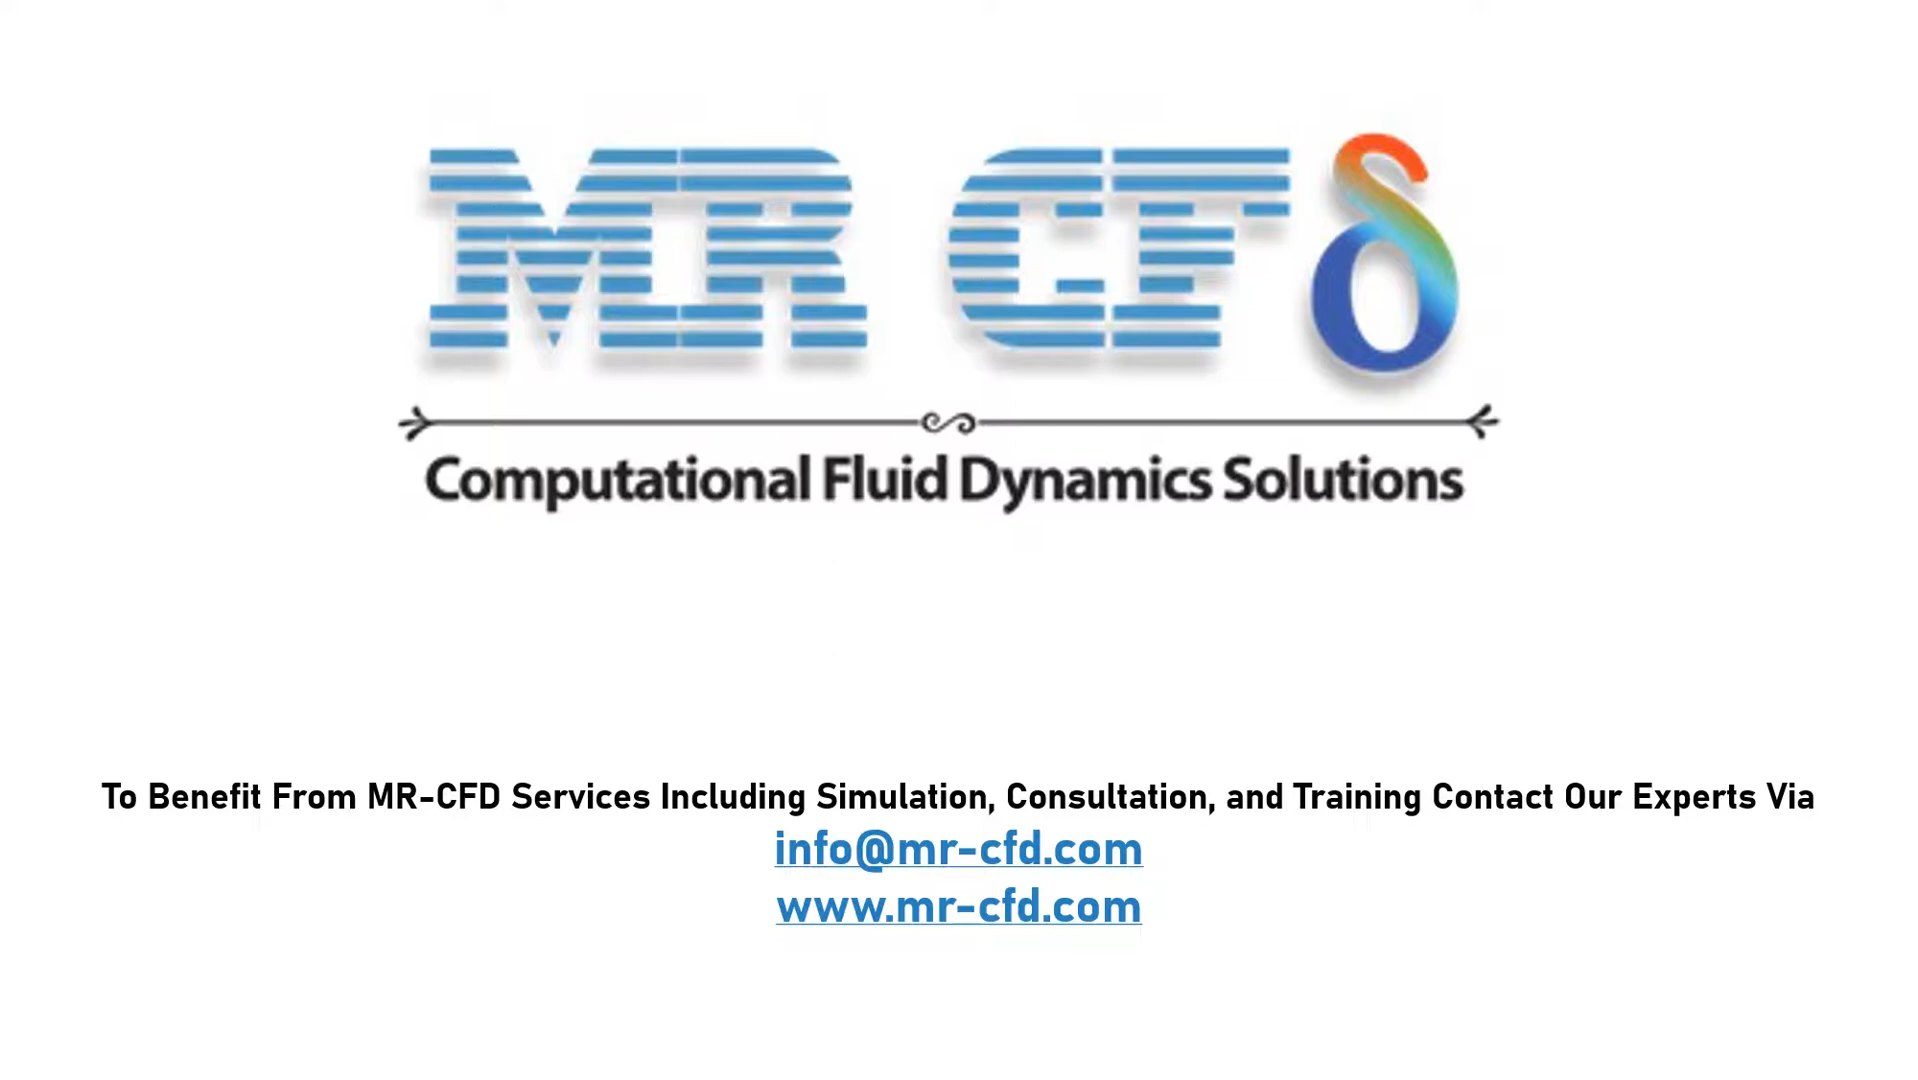 MR CFδ
Computational Fluid Dynamics Solutions
To Benefit From MR-CFD Services Including Simulation, Consultation, and Training Contact Our Experts Via
info@mr-cfd.com
www.mr-cfd.com